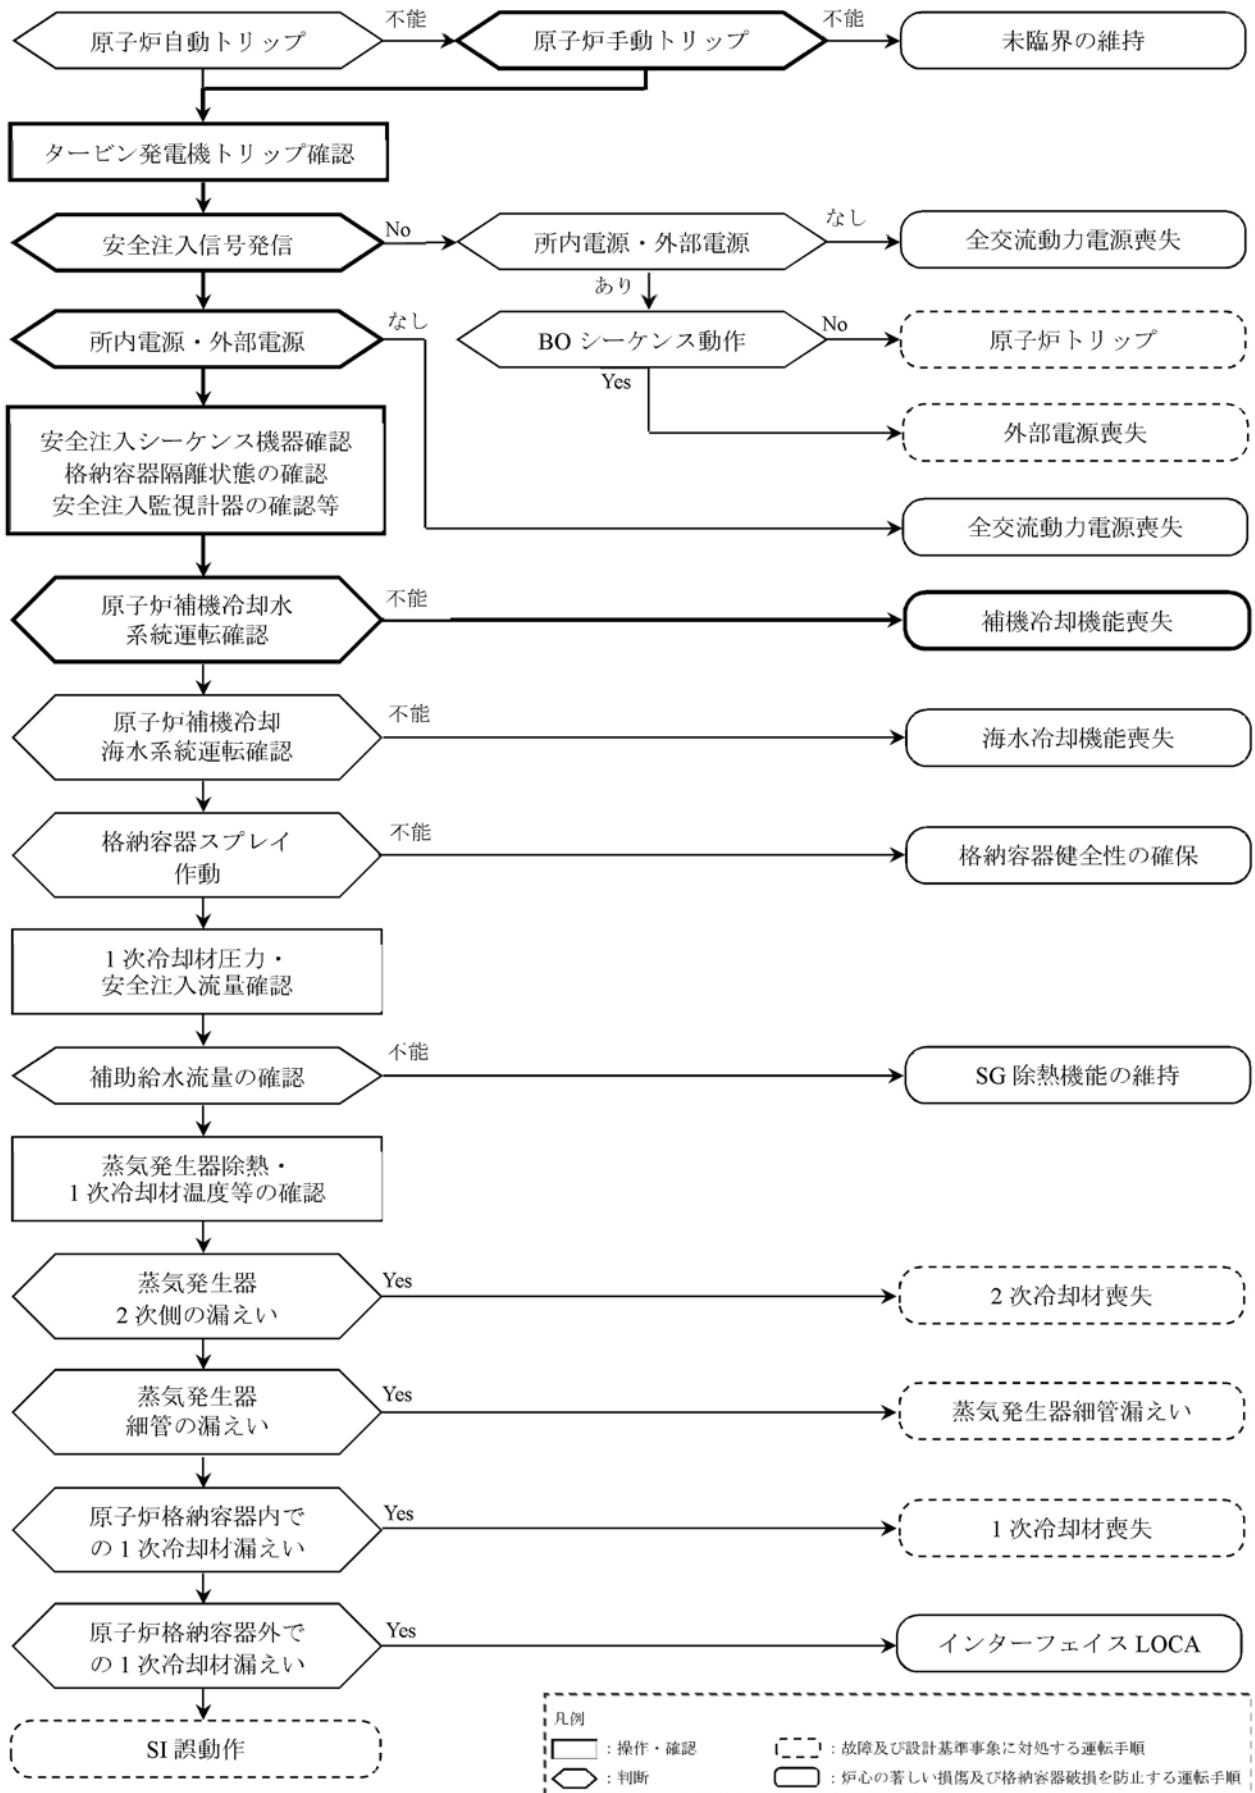 原子炉自動トリップ
不能
原子炉手動トリップ
不能
未臨界の維持
タービン発電機トリップ確認
安全注入信号発信
No
所内電源・外部電源
なし
全交流動力電源喪失
あり
所内電源・外部電源
なし
BO シーケンス動作
No
原子炉トリップ
Yes
外部電源喪失
安全注入シーケンス機器確認
格納容器隔離状態の確認
安全注入監視計器の確認等
全交流動力電源喪失
原子炉補機冷却水
系統運転確認
不能
補機冷却機能喪失
原子炉補機冷却
海水系統運転確認
不能
海水冷却機能喪失
格納容器スプレイ
作動
不能
格納容器健全性の確保
1 次冷却材圧力・
安全注入流量確認
補助給水流量の確認
不能
SG 除熱機能の維持
蒸気発生器除熱・
1 次冷却材温度等の確認
蒸気発生器
2 次側の漏えい
Yes
2 次冷却材喪失
蒸気発生器
細管の漏えい
Yes
蒸気発生器細管漏えい
原子炉格納容器内で
の 1 次冷却材漏えい
Yes
1 次冷却材喪失
原子炉格納容器外で
の 1 次冷却材漏えい
Yes
インターフェイス LOCA
SI 誤動作
凡例
：操作・確認
：故障及び設計基準事象に対処する運転手順
：判断
：炉心の著しい損傷及び格納容器破損を防止する運転手順